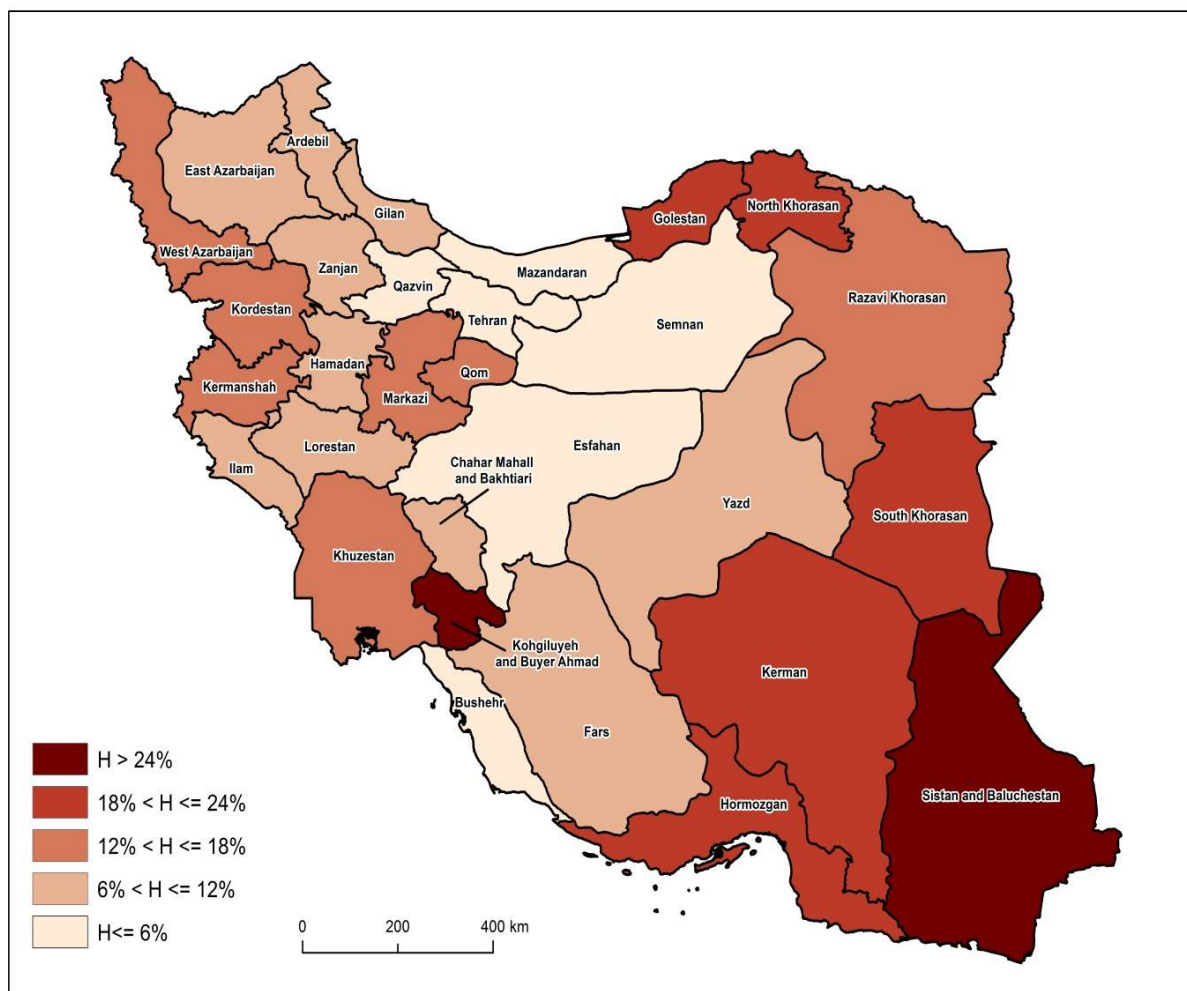 Ardebil
East Azarbaijan
Gilan
North Khorasan
Golestan
West Azarbaijan
Zanjan
Mazandaran
Qazvin
Razavi Khorasan
Kordestan
Tehran
Semnan
Hamadan
Qom
Kermanshah
Markazi
Lorestan
Esfahan
Ilam
Chahar Mahall
and Bakhtiari
Yazd
South Khorasan
Khuzestan
Kohgiluyeh
and Buyer Ahmad
Kerman
Bushehr
Fars
Sistan and Baluchestan
Hormozgan
H > 24%
18% < H <= 24%
12% < H <= 18%
6% < H <= 12%
H<= 6%
0 200 400 km